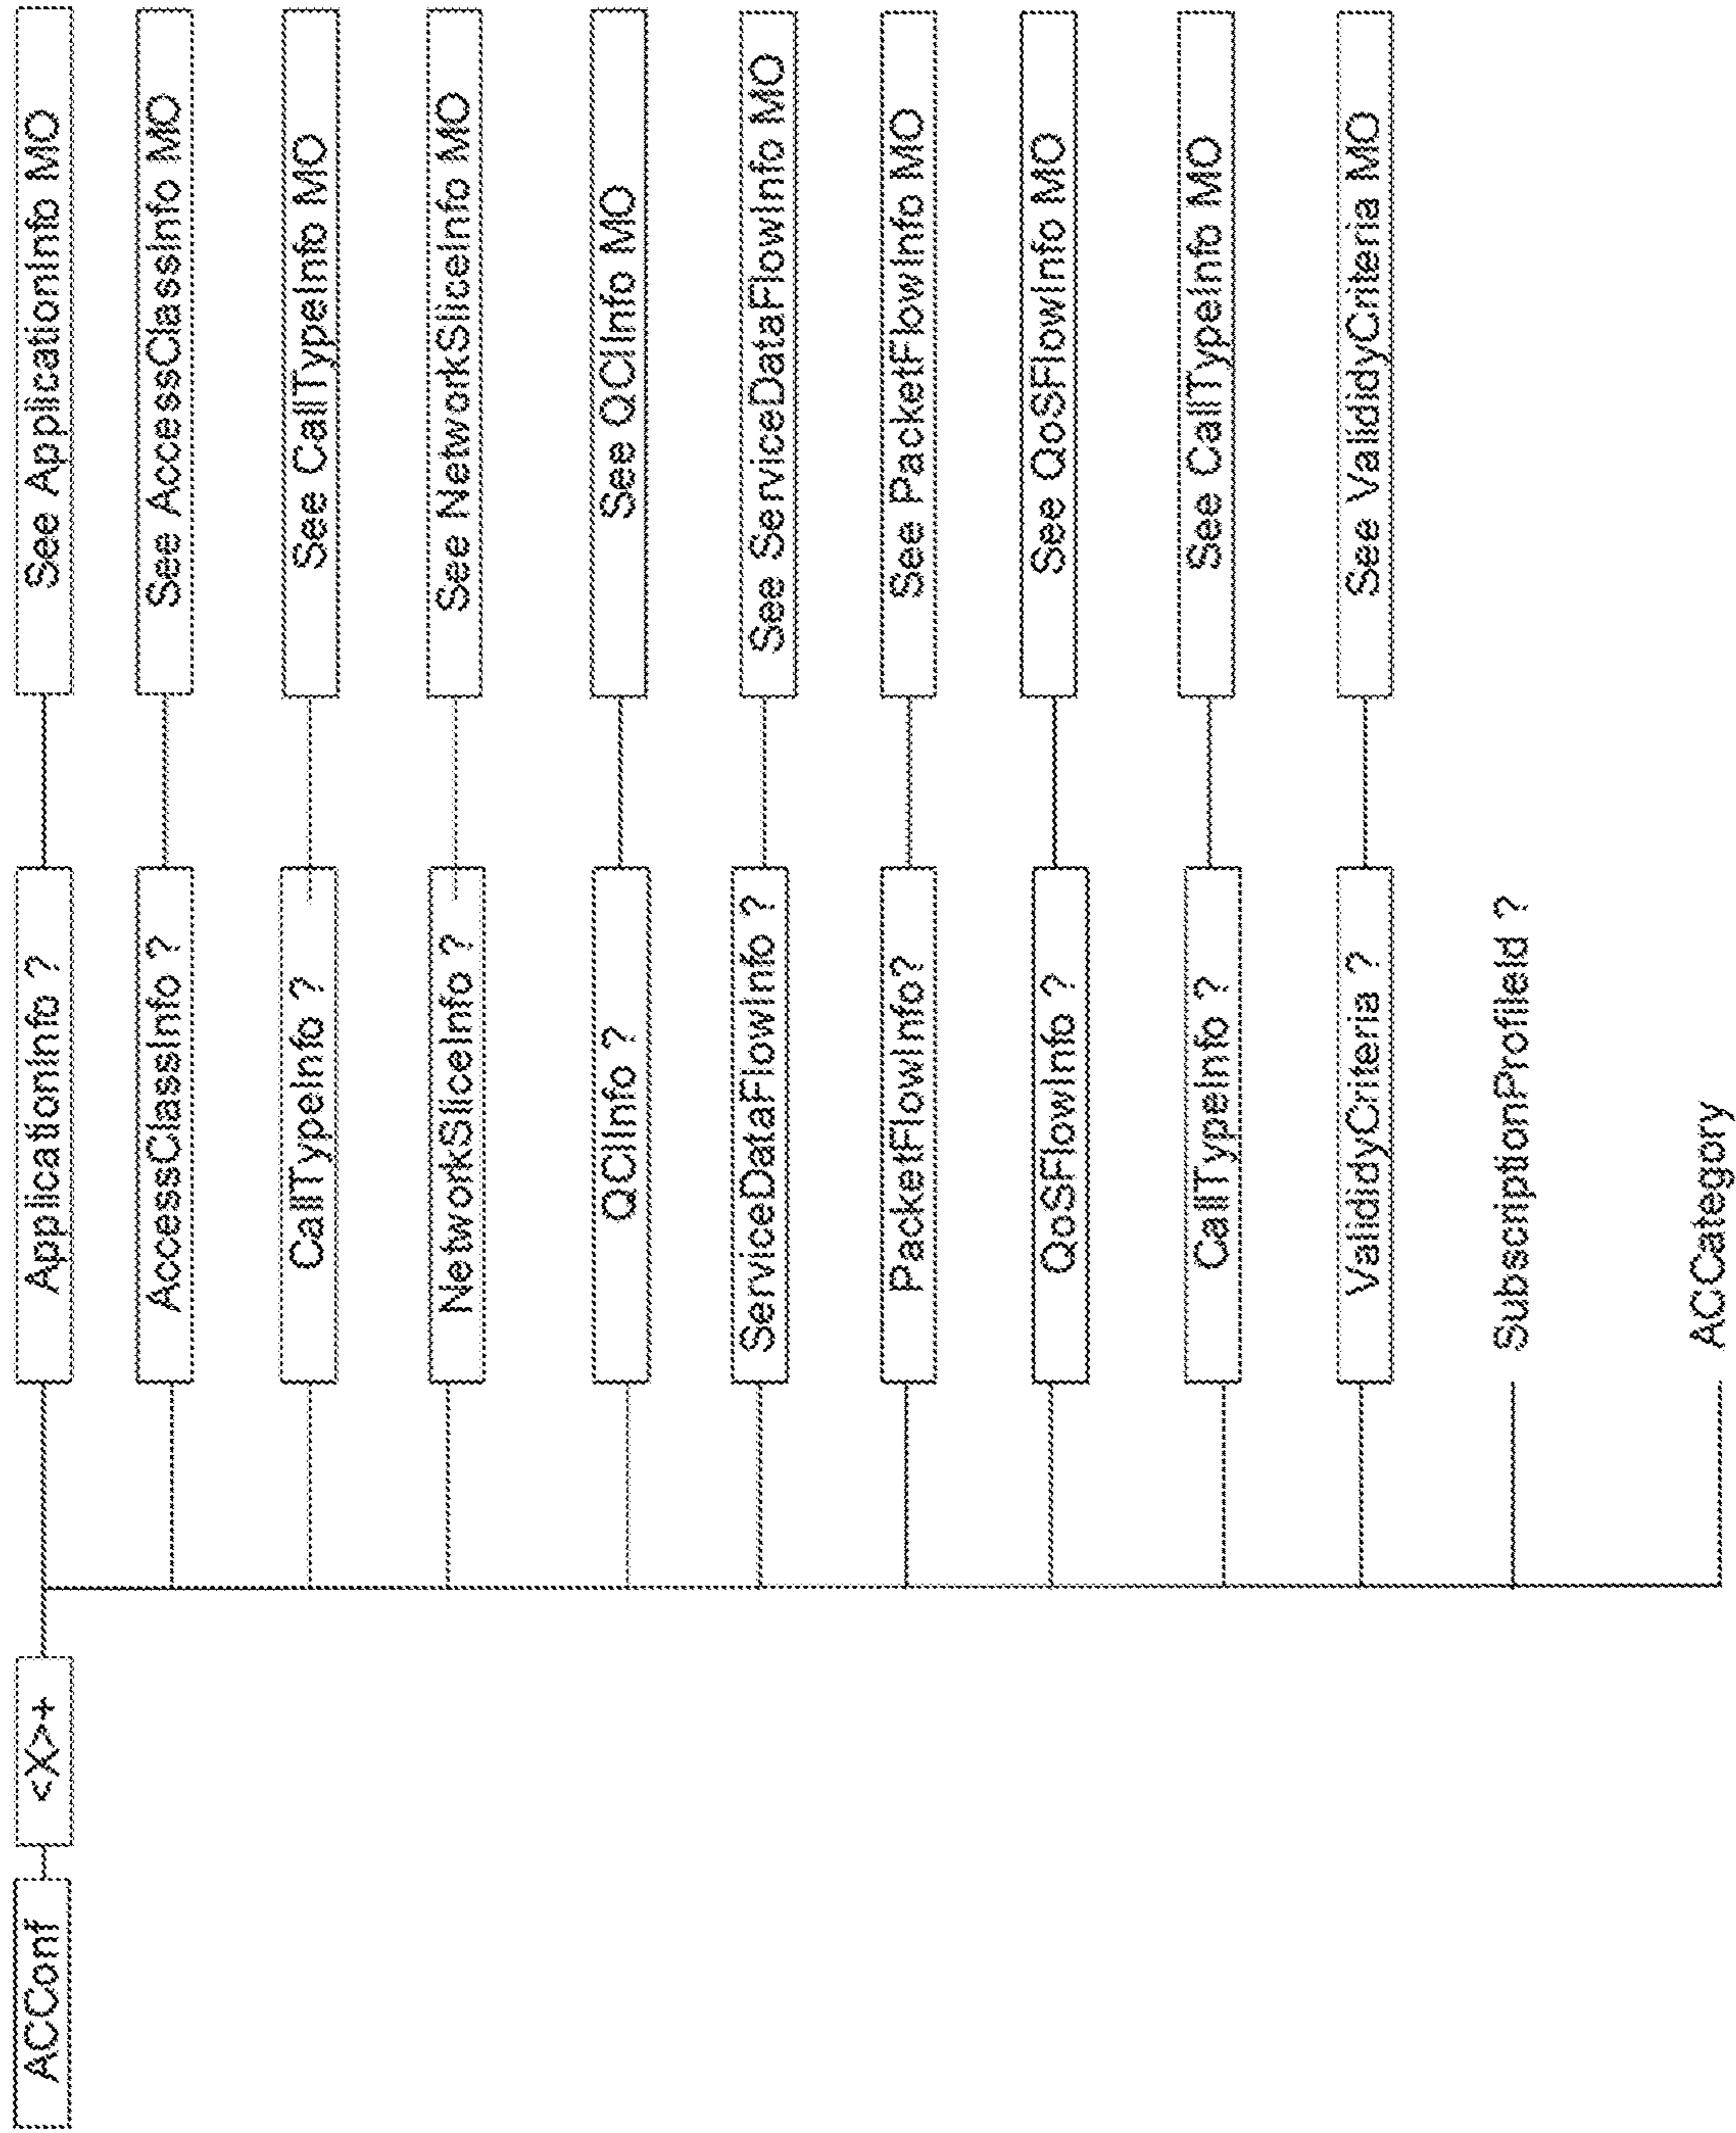 ACConf
<X>+
ApplicationInfo ?
See ApplicationInfo MO
AccessClassInfo ?
See AccessClassInfo MO
CallTypeInfo ?
See CallTypeInfo MO
NetworkSliceInfo ?
See NetworkSliceInfo MO
QCIInfo ?
See QCIInfo MO
ServiceDataFlowInfo ?
See ServiceDataFlowInfo MO
PacketFlowInfo?
See PacketFlowInfo MO
QoSFlowInfo ?
See QoSFlowInfo MO
CallTypeInfo ?
See CallTypeInfo MO
ValididyCriteria ?
See ValididyCriteria MO
SubscriptionProfileId ?
ACCategory